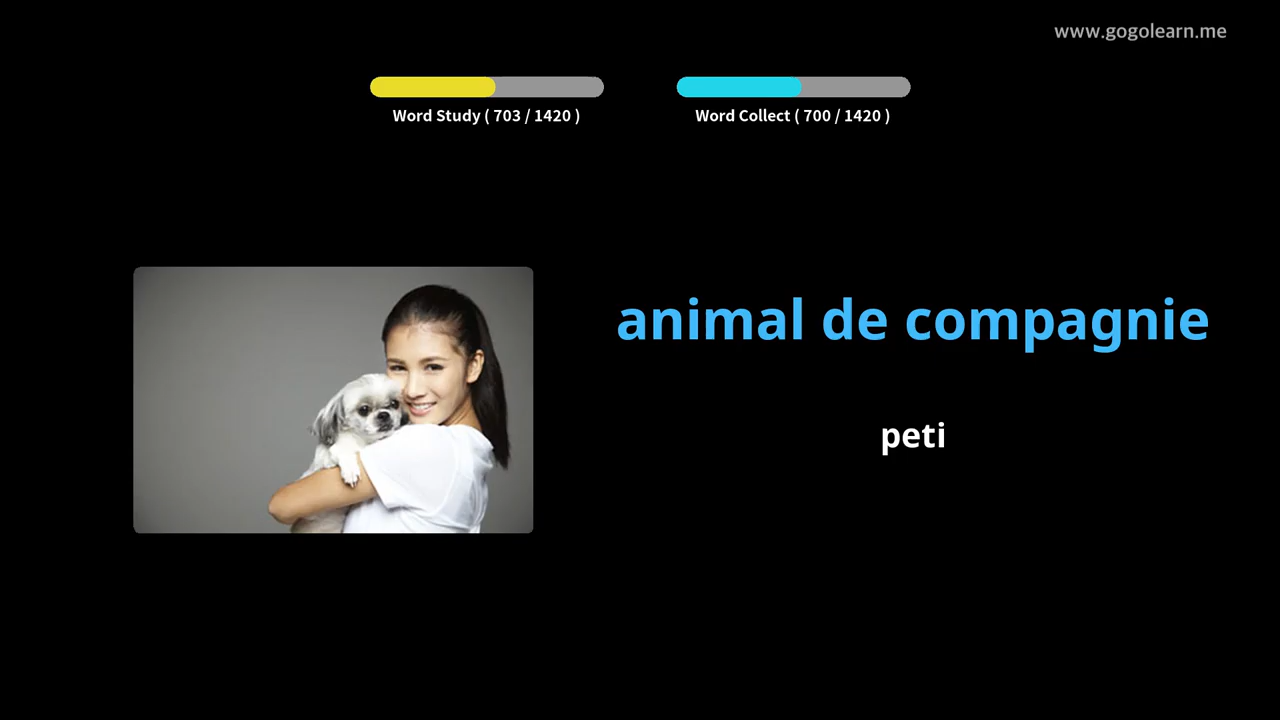 www.gogolearn.me
Word Study ( 703 / 1420 )
Word Collect ( 700 / 1420 )
animal de compagnie
peti